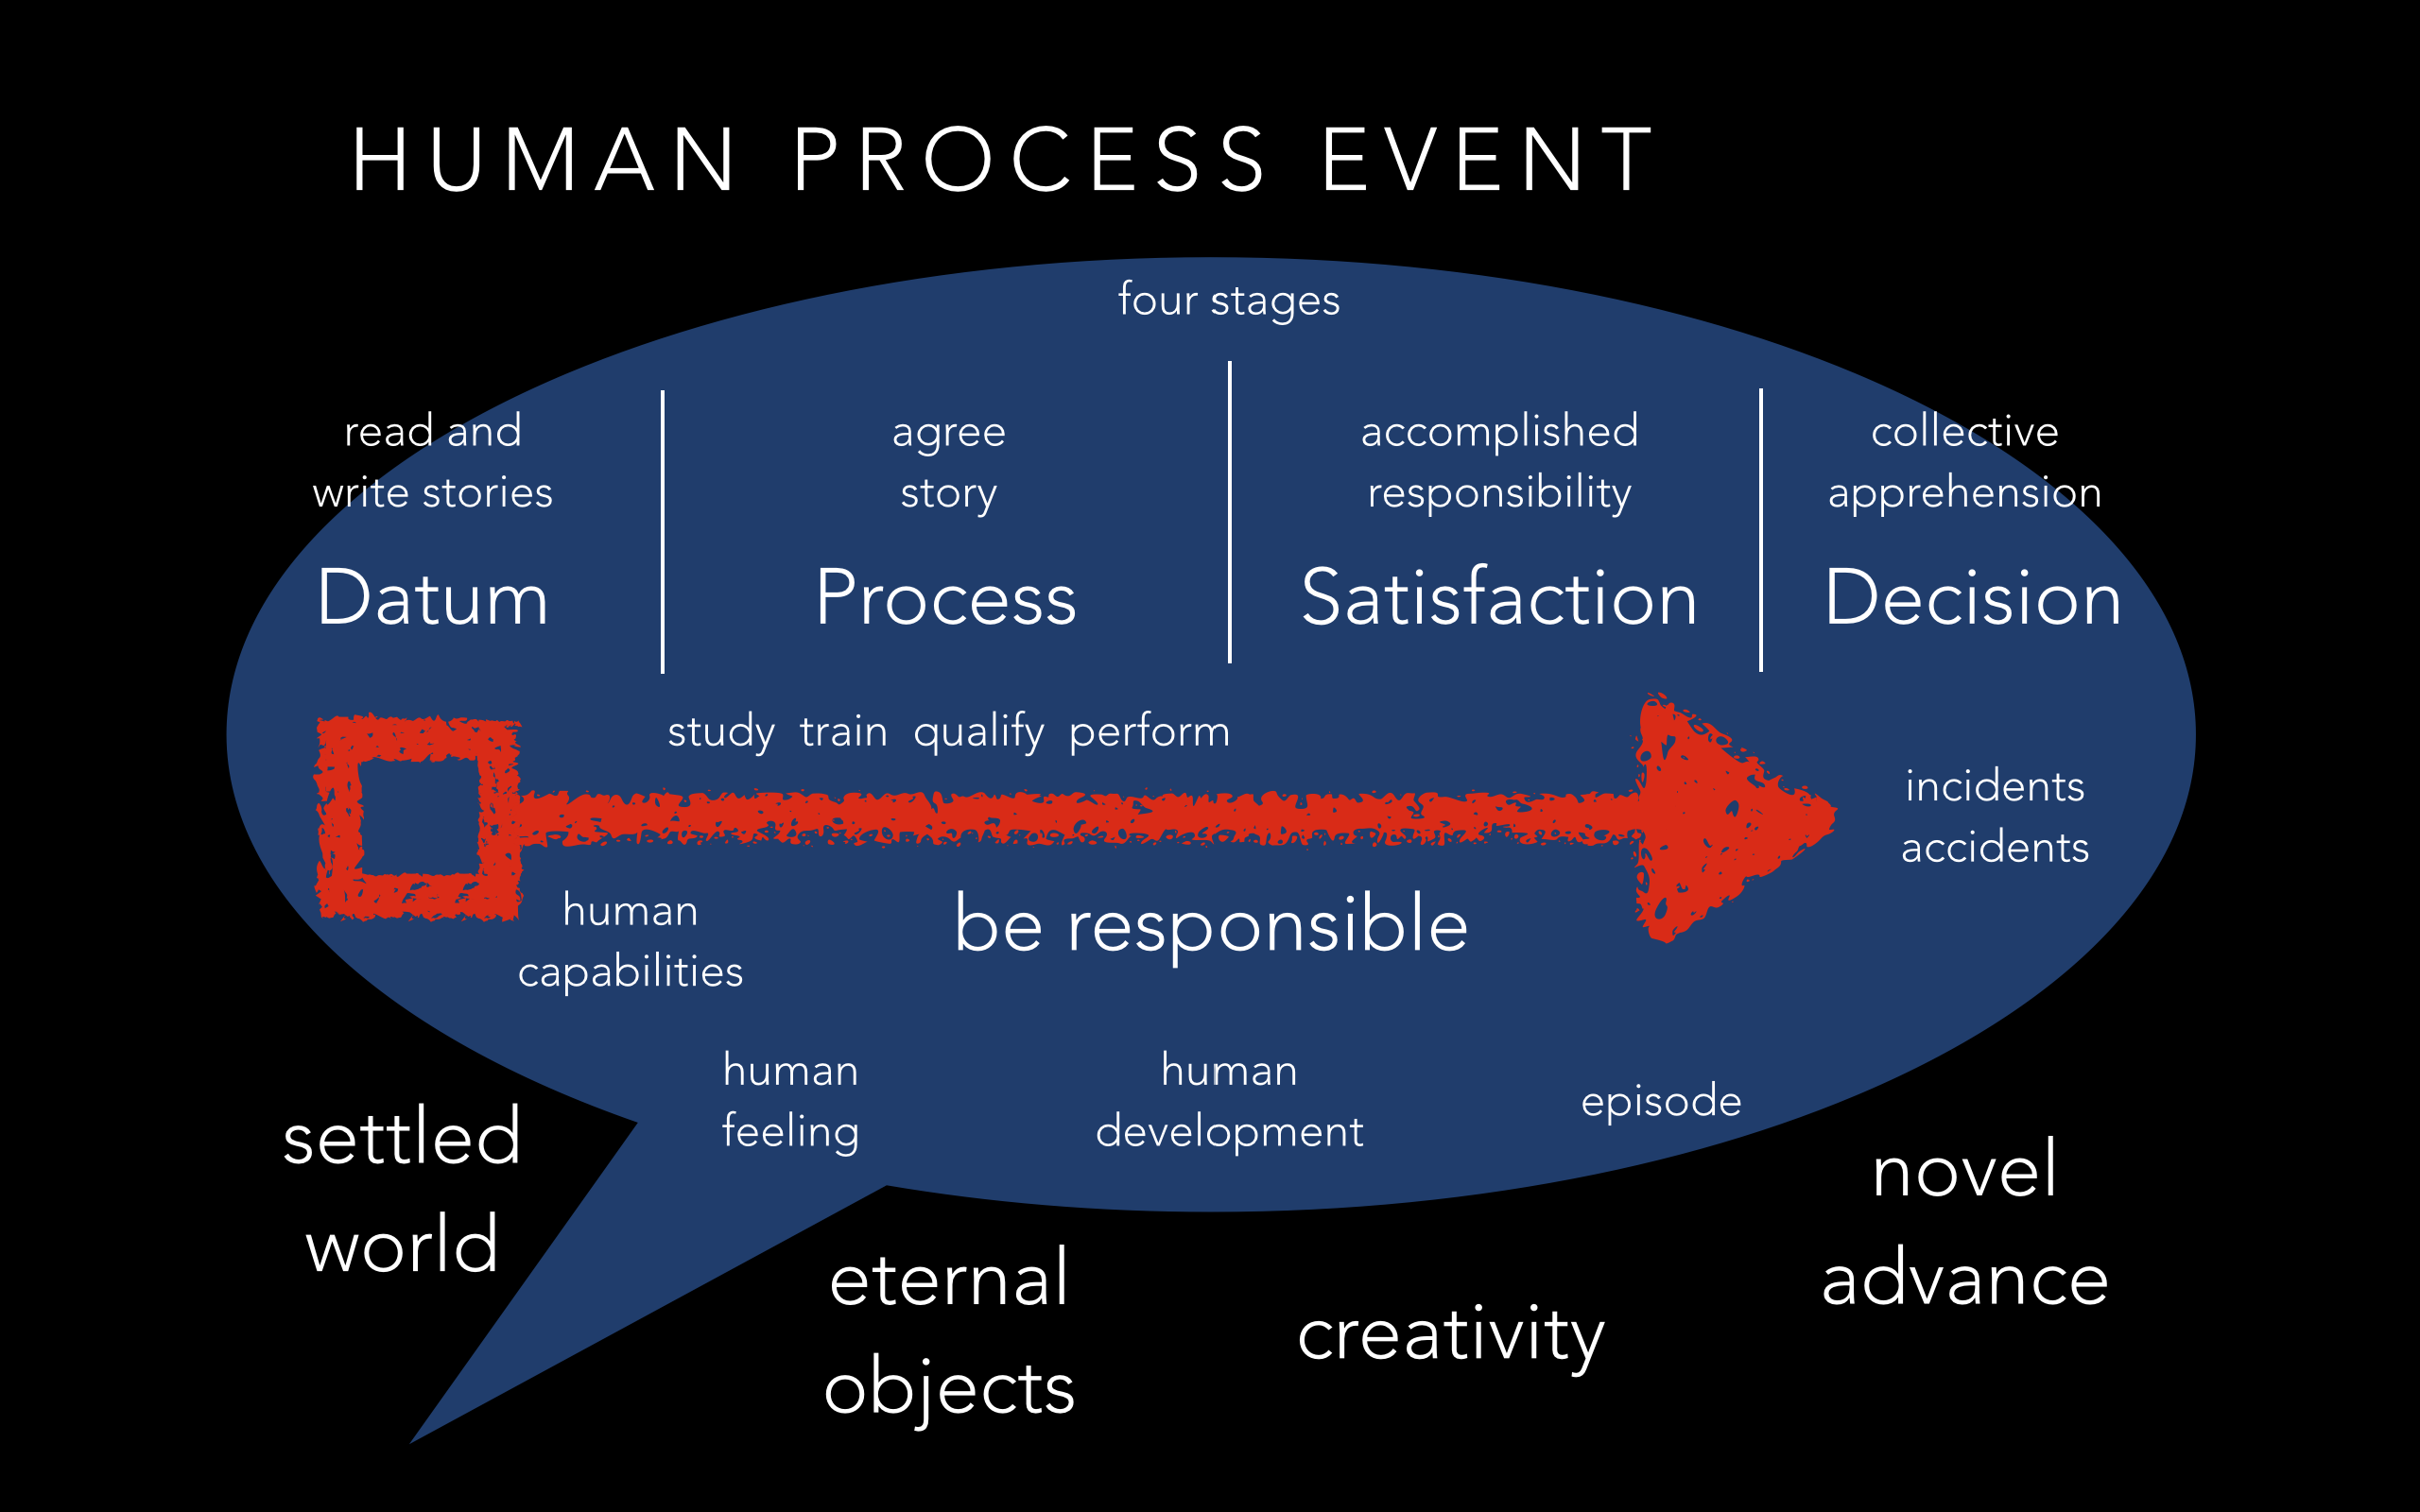 HUMAN PROCESS EVENT
four stages
read and
write stories
Datum
agree
story
Process
accomplished
responsibility
Satisfaction
collective
apprehension
Decision
study train qualify perform
incidents
accidents
human
capabilities
be responsible
human
feeling
human
development
episode
settled
world
eternal
objects
creativity
novel
advance